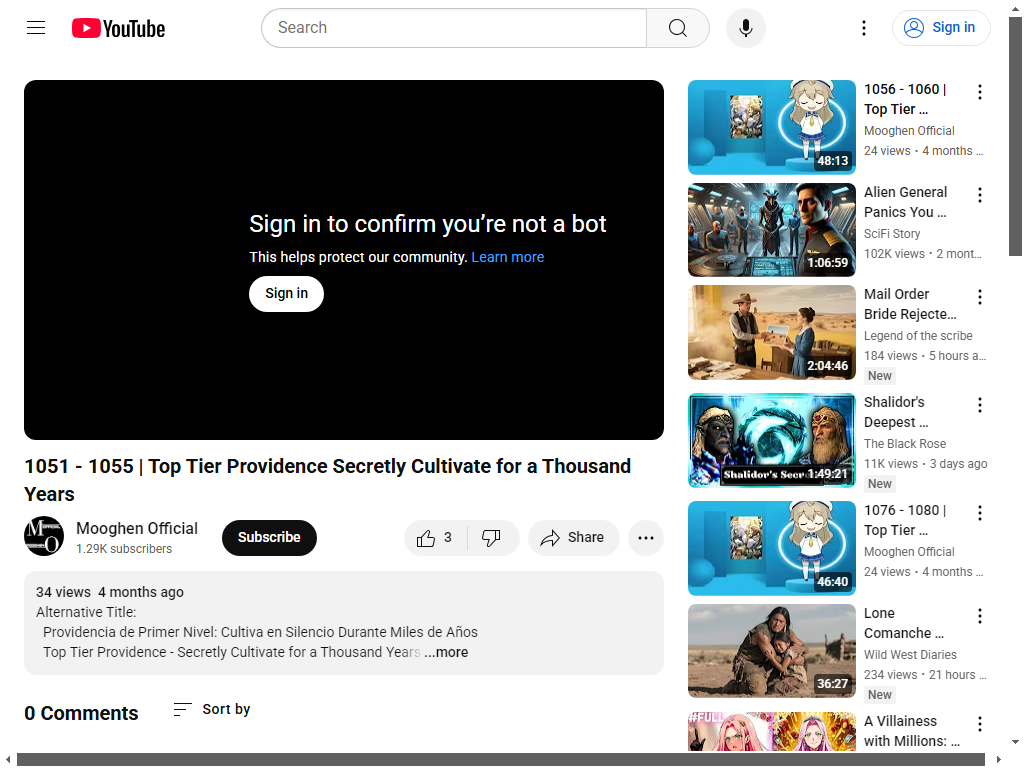 YouTube
Search
Sign in
Sign in to confirm you're not a bot
This helps protect our community. Learn more
Sign in
1051 - 1055 | Top Tier Providence Secretly Cultivate for a Thousand
Years
Mooghen Official
1.29K subscribers
Subscribe
3
Share
34 views 4 months ago
Alternative Title:
Providencia de Primer Nivel: Cultiva en Silencio Durante Miles de Años
Top Tier Providence - Secretly Cultivate for a Thousand Years ...more
0 Comments
Sort by
48:13
1056 - 1060 |
Top Tier ...
Mooghen Official
24 views • 4 months ...
1:06:59
Alien General
Panics You ...
SciFi Story
102K views • 2 mont...
2:04:46
Mail Order
Bride Rejecte...
Legend of the scribe
184 views • 5 hours a...
New
Shalidor's Secr
1:49:21
Shalidor's
Deepest ...
The Black Rose
11K views • 3 days ago
New
46:40
1076 - 1080 |
Top Tier ...
Mooghen Official
24 views • 4 months ...
36:27
Lone
Comanche ...
Wild West Diaries
234 views • 21 hours ...
New
#FULL
A Villainess
with Millions: ...